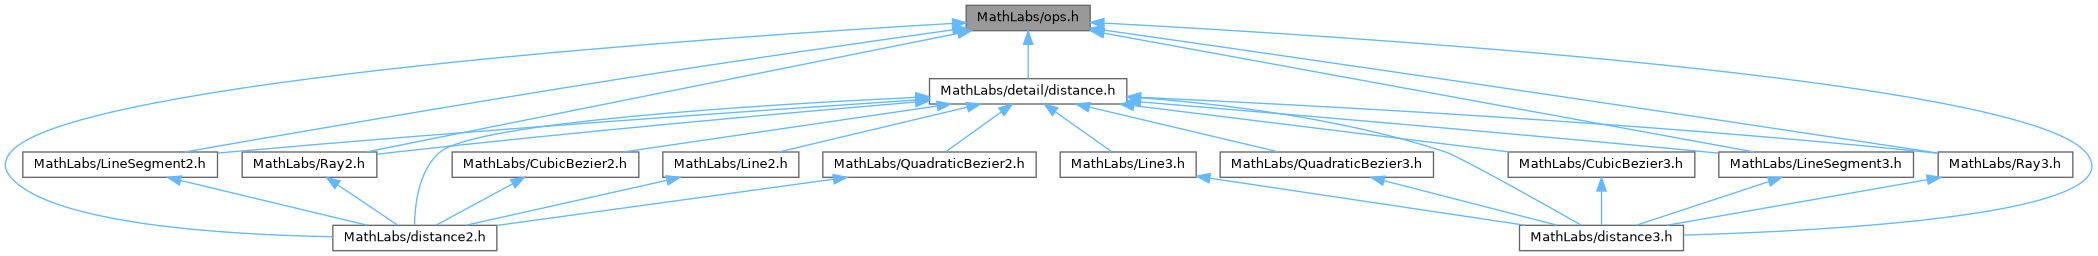 MathLabs/ops.h
MathLabs/detail/distance.h
MathLabs/LineSegment2.h
MathLabs/Ray2.h
MathLabs/CubicBezier2.h
MathLabs/Line2.h
MathLabs/QuadraticBezier2.h
MathLabs/Line3.h
MathLabs/QuadraticBezier3.h
MathLabs/CubicBezier3.h
MathLabs/LineSegment3.h
MathLabs/Ray3.h
MathLabs/distance2.h
MathLabs/distance3.h